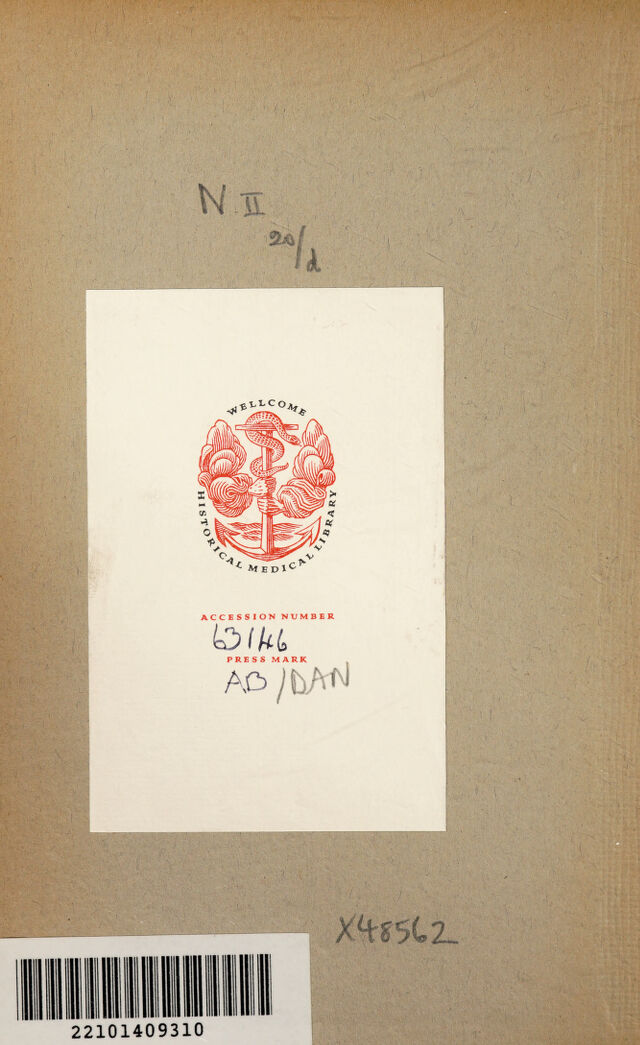 N II
20/d
WELLCOME
HISTORICAL MEDICAL LIBRARY
ACCESSION NUMBER
63146
PRESS MARK
AB/DAN
X48562
22101409310